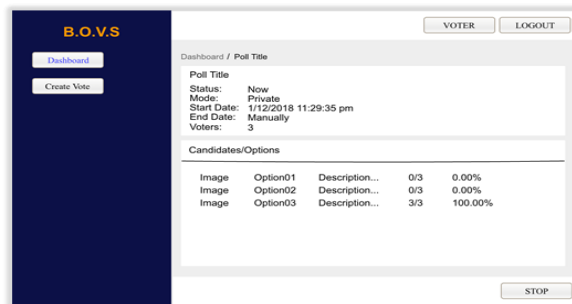 B.O.V.S
VOTER LOGOUT
Dashboard
Create Vote
Dashboard / Poll Title
Poll Title
Status: Now
Mode: Private
Start Date: 1/12/2018 11:29:35 pm
End Date: Manually
Voters: 3
Candidates/Options
Image Option01 Description... 0/3 0.00%
Image Option02 Description... 0/3 0.00%
Image Option03 Description... 3/3 100.00%
STOP